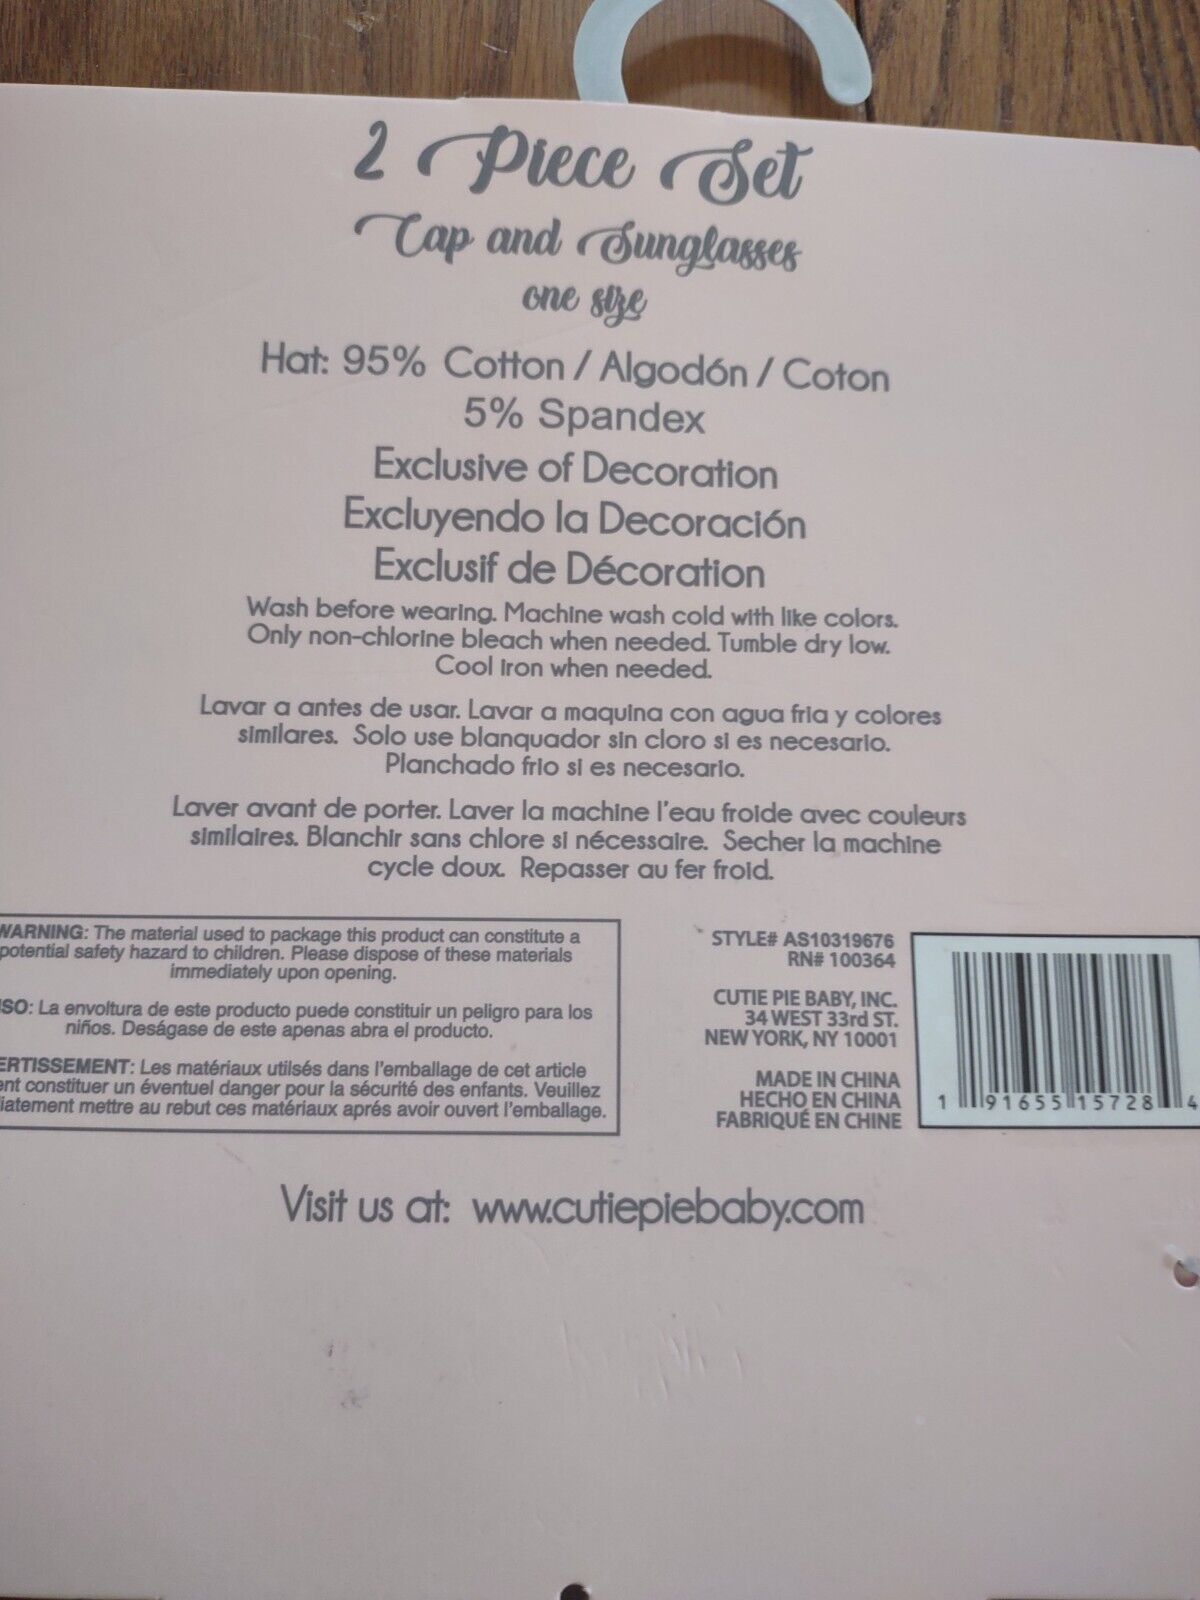 2 Piece Set
Cap and Sunglasses
one size
Hat: 95% Cotton / Algodón / Coton
5% Spandex
Exclusive of Decoration
Excluyendo la Decoración
Exclusif de Décoration
Wash before wearing. Machine wash cold with like colors.
Only non-chlorine bleach when needed. Tumble dry low.
Cool iron when needed.
Lavar a antes de usar. Lavar a maquina con agua fria y colores
similares. Solo use blanquador sin cloro si es necesario.
Planchado frio si es necesario.
Laver avant de porter. Laver la machine l'eau froide avec couleurs
similaires. Blanchir sans chlore si nécessaire. Secher la machine
cycle doux. Repasser au fer froid.
WARNING: The material used to package this product can constitute a
potential safety hazard to children. Please dispose of these materials
immediately upon opening.
ISO: La envoltura de este producto puede constituir un peligro para los
niños. Deságase de este apenas abra el producto.
ERTISSEMENT: Les matériaux utilsés dans l'emballage de cet article
ent constituer un éventuel danger pour la sécurité des enfants. Veuillez
iatement mettre au rebut ces matériaux aprés avoir ouvert l'emballage.
STYLE# AS10319676
RN# 100364
CUTIE PIE BABY, INC.
34 WEST 33rd ST.
NEW YORK, NY 10001
MADE IN CHINA
HECHO EN CHINA
FABRIQUÉ EN CHINE
1 91655 15728 4
Visit us at: www.cutiepiebaby.com